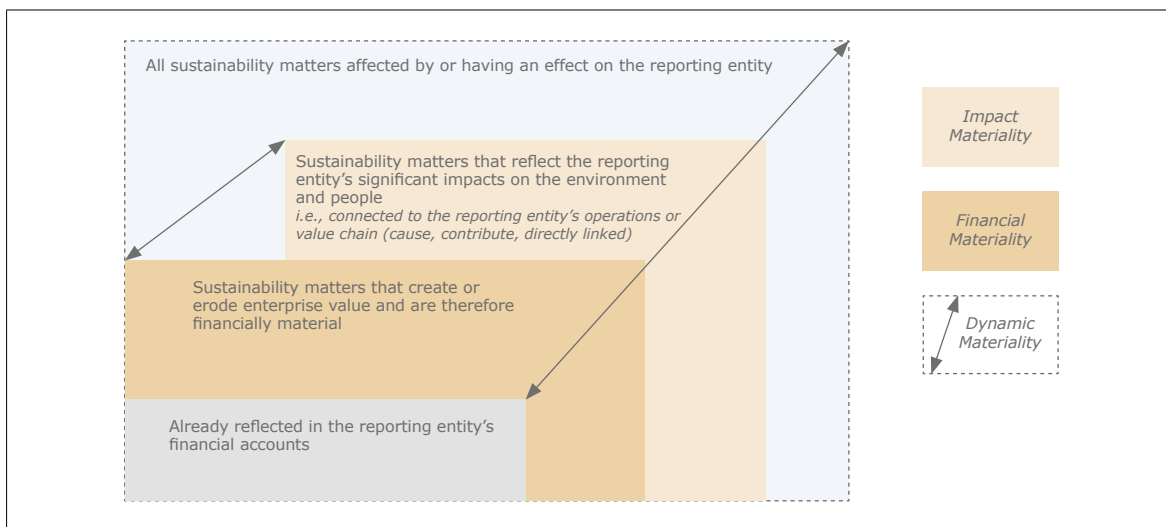 All sustainability matters affected by or having an effect on the reporting entity
Sustainability matters that reflect the reporting
entity’s significant impacts on the environment
and people
i.e., connected to the reporting entity’s operations or
value chain (cause, contribute, directly linked)
Sustainability matters that create or
erode enterprise value and are therefore
financially material
Already reflected in the reporting entity’s
financial accounts
Impact
Materiality
Financial
Materiality
Dynamic
Materiality